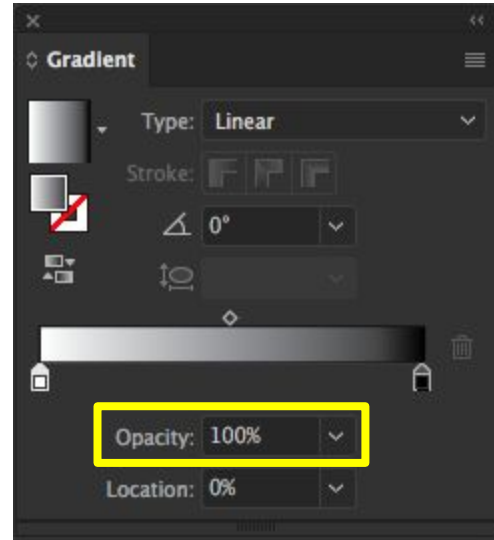 Gradient
Type: Linear
Stroke:
0°
Opacity: 100%
Location: 0%